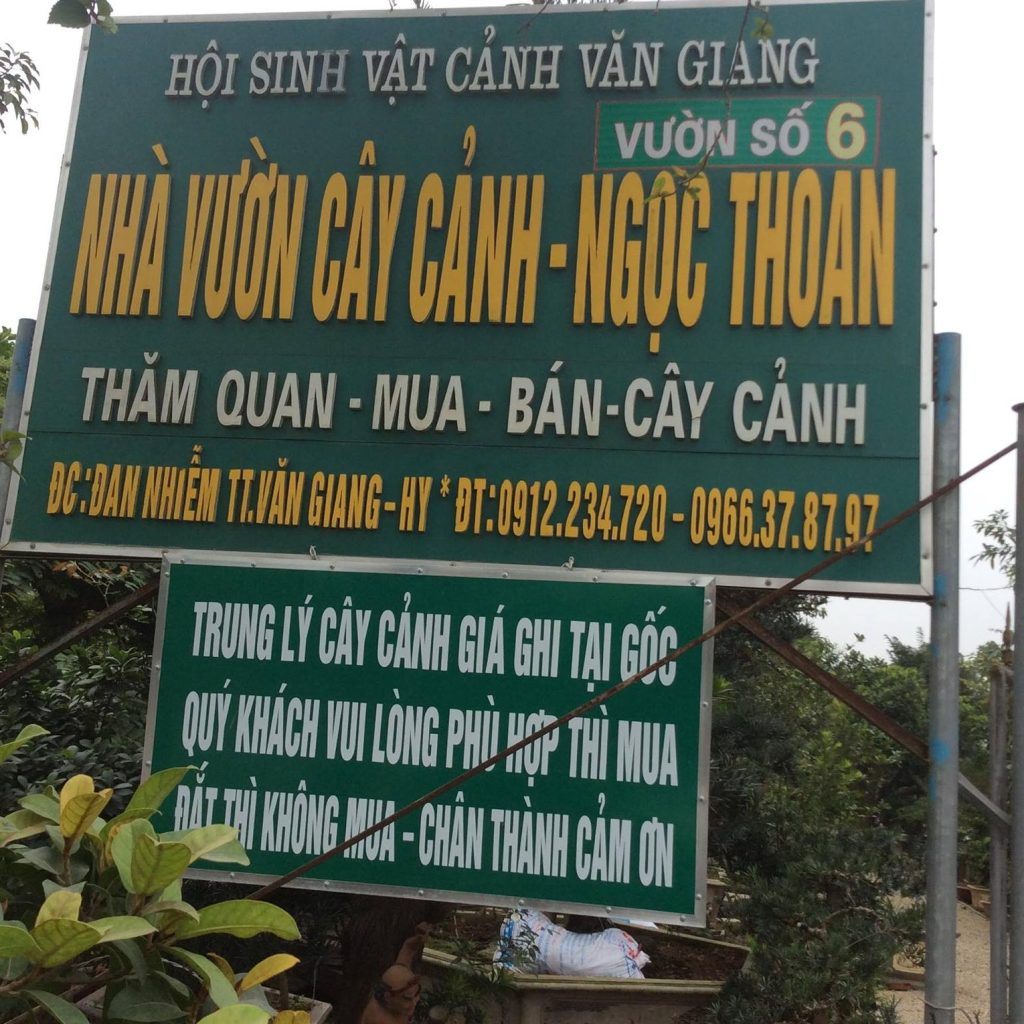 HỘI SINH VẬT CẢNH VĂN GIANG
VƯỜN SỐ 6
NHÀ VƯỜN CÂY CẢNH - NGỌC THOAN
THĂM QUAN - MUA - BÁN-CÂY CẢNH
ĐC:ĐAN NHIỄM TT.VĂN GIANG-HY * ĐT:0912.234.720 - 0966.37.87.97
TRUNG LÝ CÂY CẢNH GIÁ GHI TẠI GỐC
QUÝ KHÁCH VUI LÒNG PHÙ HỢP THÌ MUA
ĐẮT THÌ KHÔNG MUA - CHÂN THÀNH CẢM ƠN